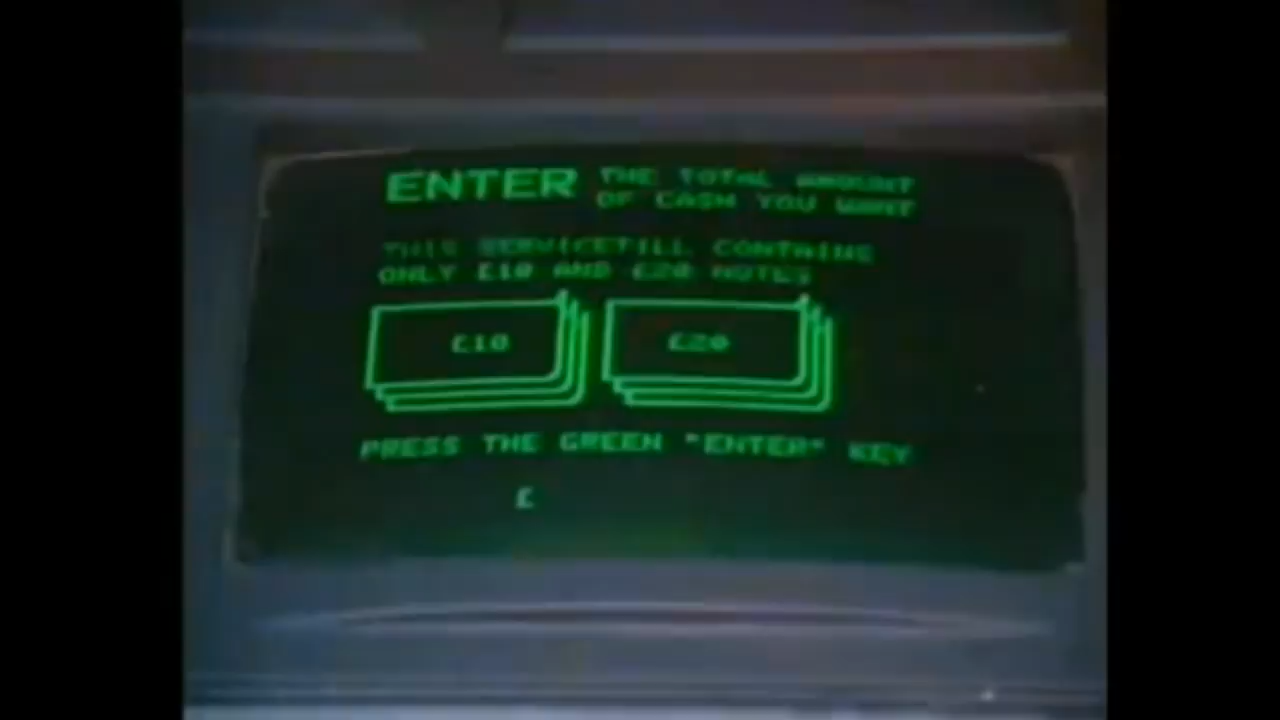 ENTER THE TOTAL AMOUNT
OF CASH YOU WANT
THIS SERVICETILL CONTAINS
ONLY £10 AND £20 NOTES
£10 £20
PRESS THE GREEN "ENTER" KEY
£